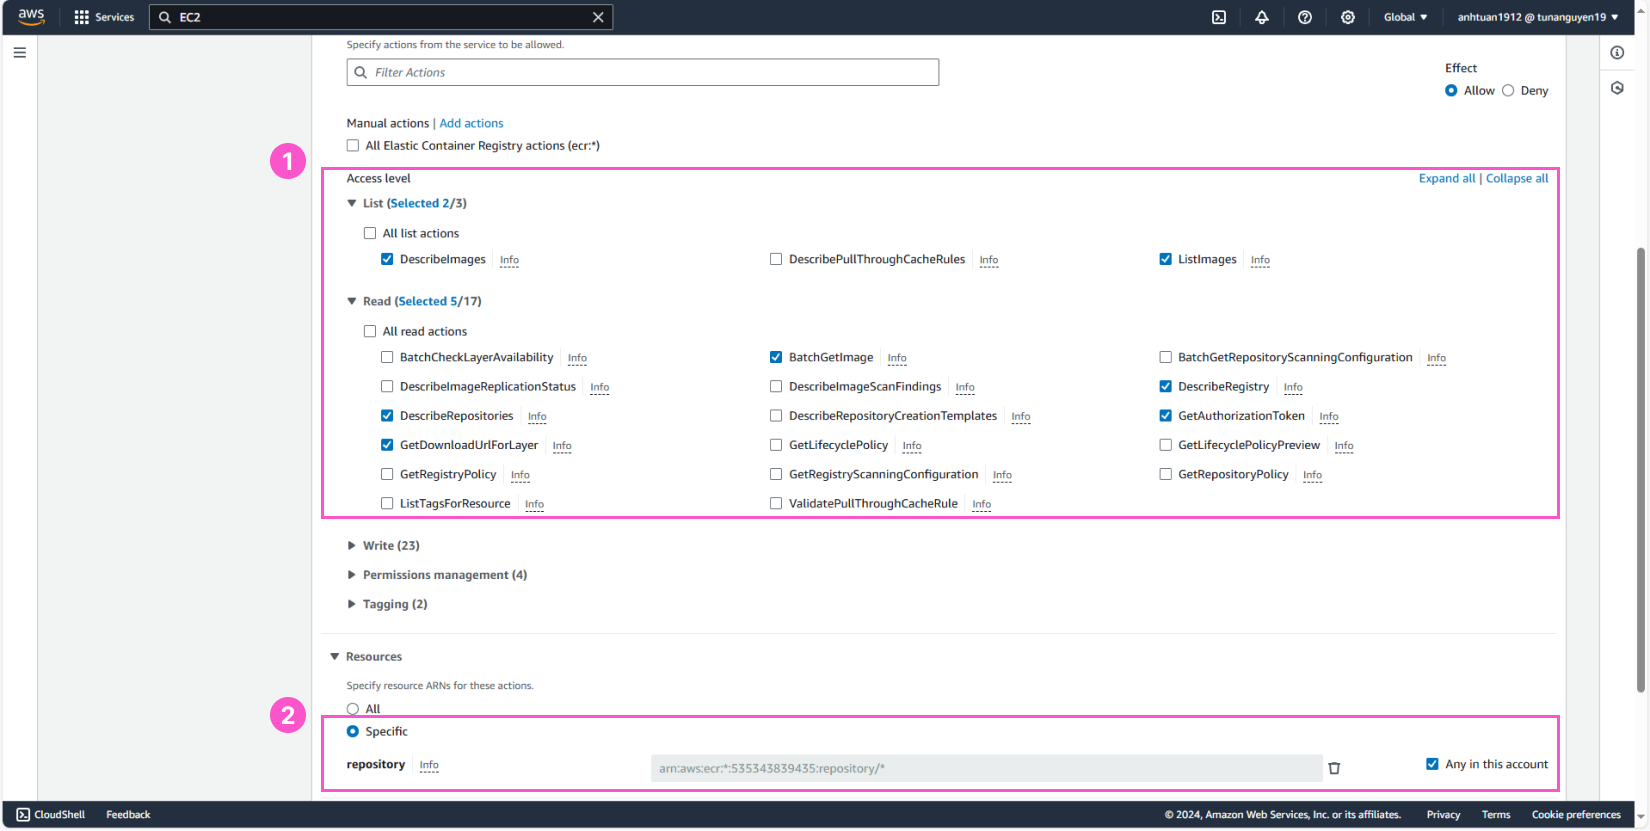 aws Services EC2 Global anhtuan1912 @ tunanguyen19
Specify actions from the service to be allowed.
Filter Actions
Effect
Allow Deny
Manual actions | Add actions
All Elastic Container Registry actions (ecr:*)
1
Access level Expand all | Collapse all
List (Selected 2/3)
All list actions
DescribeImages Info DescribePullThroughCacheRules Info ListImages Info
Read (Selected 5/17)
All read actions
BatchCheckLayerAvailability Info BatchGetImage Info BatchGetRepositoryScanningConfiguration Info
DescribeImageReplicationStatus Info DescribeImageScanFindings Info DescribeRegistry Info
DescribeRepositories Info DescribeRepositoryCreationTemplates Info GetAuthorizationToken Info
GetDownloadUrlForLayer Info GetLifecyclePolicy Info GetLifecyclePolicyPreview Info
GetRegistryPolicy Info GetRegistryScanningConfiguration Info GetRepositoryPolicy Info
ListTagsForResource Info ValidatePullThroughCacheRule Info
Write (23)
Permissions management (4)
Tagging (2)
Resources
Specify resource ARNs for these actions.
All
2
Specific
repository Info arn:aws:ecr:*:535343839435:repository/* Any in this account
CloudShell Feedback © 2024, Amazon Web Services, Inc. or its affiliates. Privacy Terms Cookie preferences